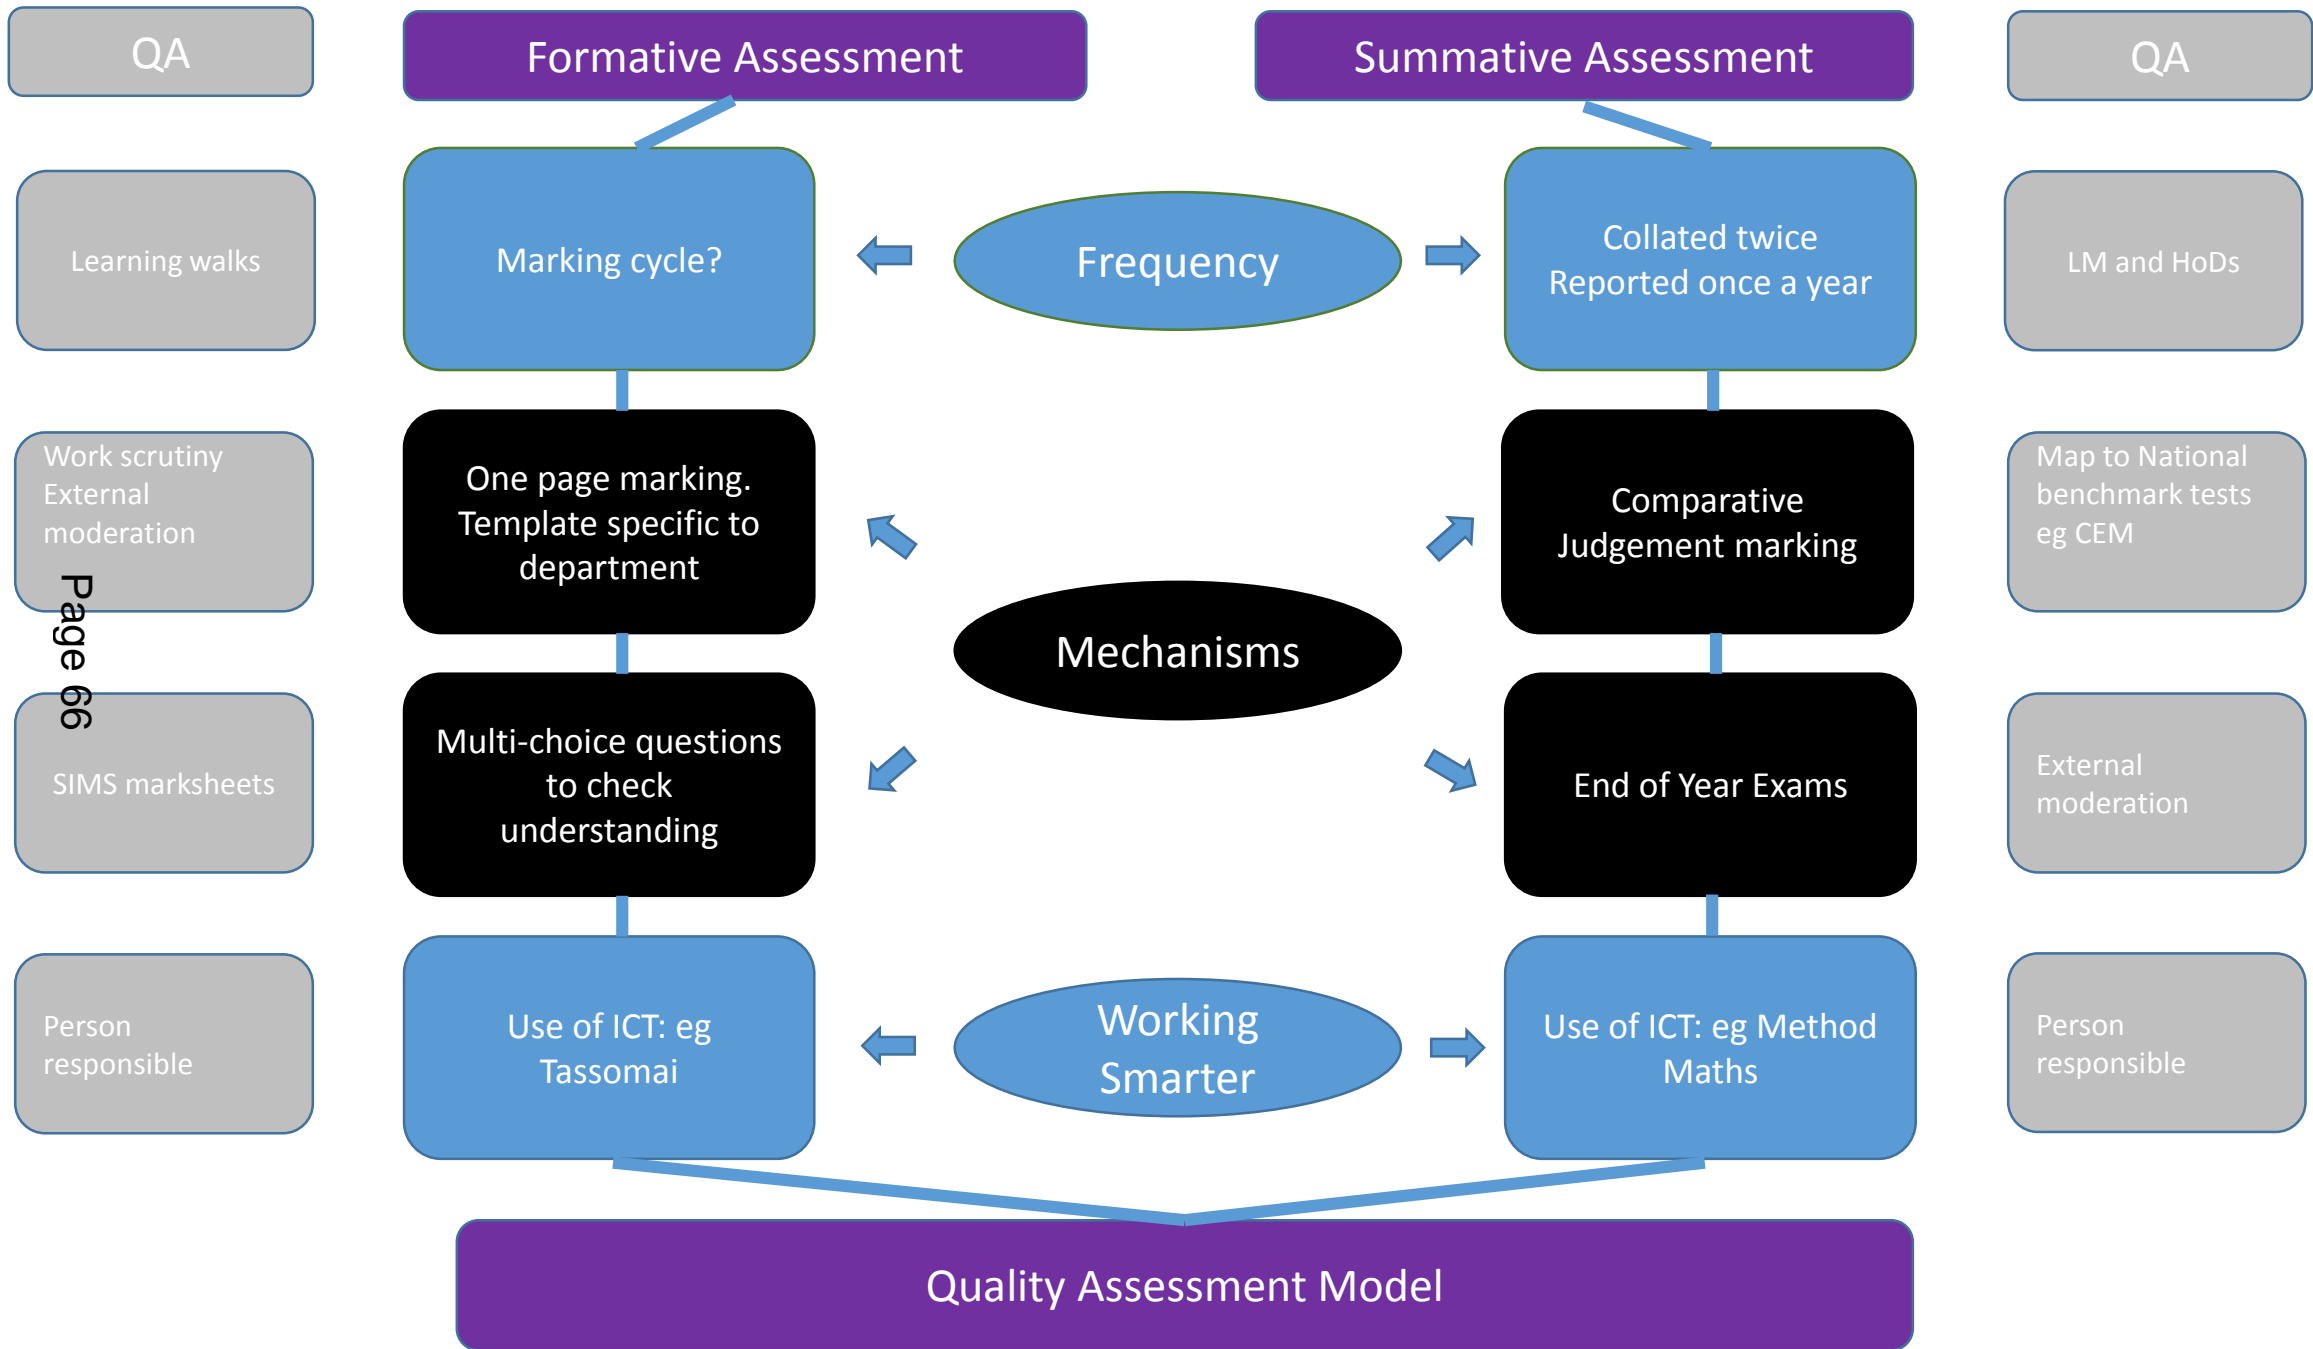 QA
Formative Assessment
Summative Assessment
QA
Learning walks
Marking cycle?
Frequency
Collated twice
Reported once a year
LM and HoDs
Work scrutiny
External
moderation
One page marking.
Template specific to
department
Comparative
Judgement marking
Map to National
benchmark tests
eg CEM
Page 66
Mechanisms
SIMS marksheets
Multi-choice questions
to check
understanding
End of Year Exams
External
moderation
Person
responsible
Use of ICT: eg
Tassomai
Working
Smarter
Use of ICT: eg Method
Maths
Person
responsible
Quality Assessment Model